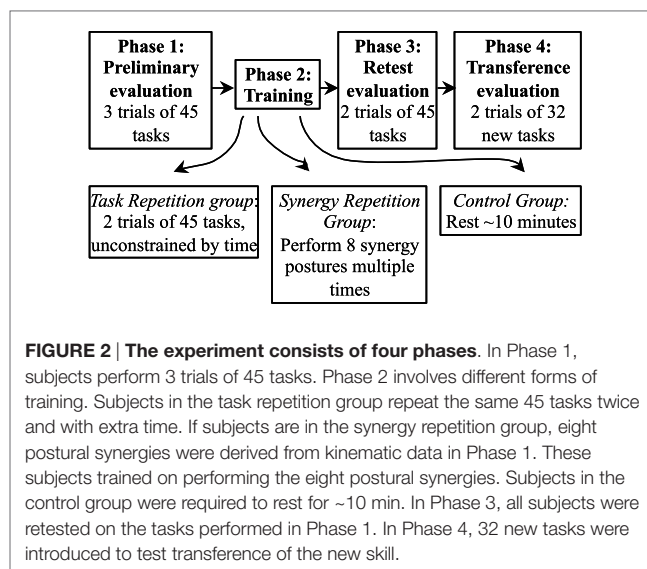 Phase 1:
Preliminary
evaluation
3 trials of 45
tasks
Phase 2:
Training
Phase 3:
Retest
evaluation
2 trials of 45
tasks
Phase 4:
Transference
evaluation
2 trials of 32
new tasks
Task Repetition group:
2 trials of 45 tasks,
unconstrained by time
Synergy Repetition
Group:
Perform 8 synergy
postures multiple
times
Control Group:
Rest ~10 minutes
FIGURE 2 | The experiment consists of four phases. In Phase 1,
subjects perform 3 trials of 45 tasks. Phase 2 involves different forms of
training. Subjects in the task repetition group repeat the same 45 tasks twice
and with extra time. If subjects are in the synergy repetition group, eight
postural synergies were derived from kinematic data in Phase 1. These
subjects trained on performing the eight postural synergies. Subjects in the
control group were required to rest for ~10 min. In Phase 3, all subjects were
retested on the tasks performed in Phase 1. In Phase 4, 32 new tasks were
introduced to test transference of the new skill.